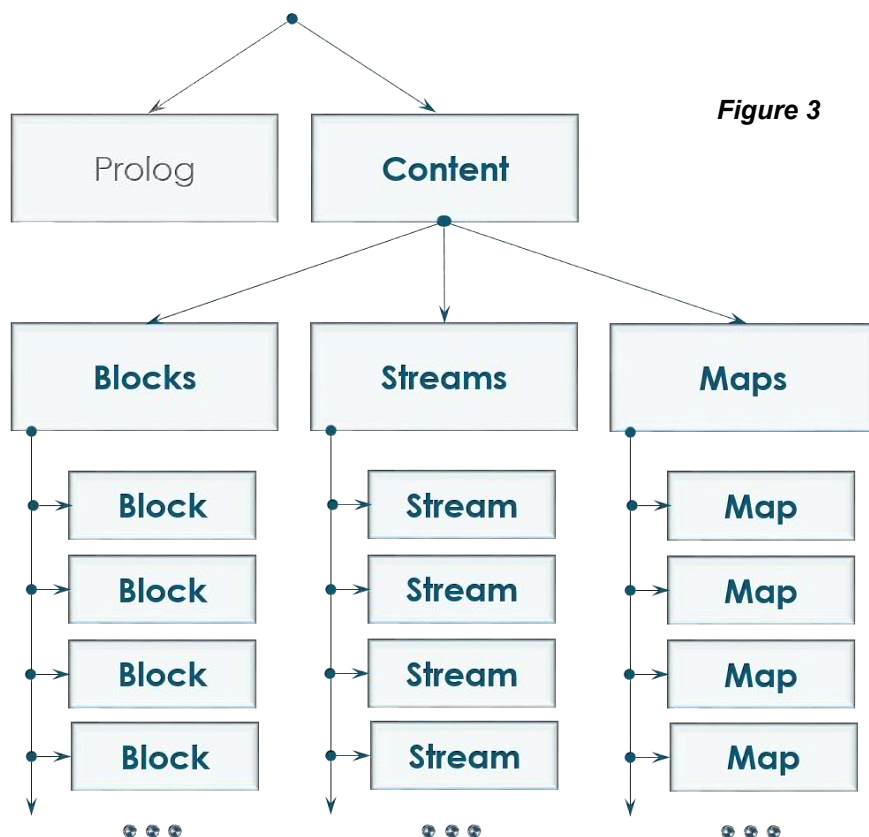 Figure 3
Prolog
Content
Blocks
Streams
Maps
Block
Stream
Map
Block
Stream
Map
Block
Stream
Map
Block
Stream
Map